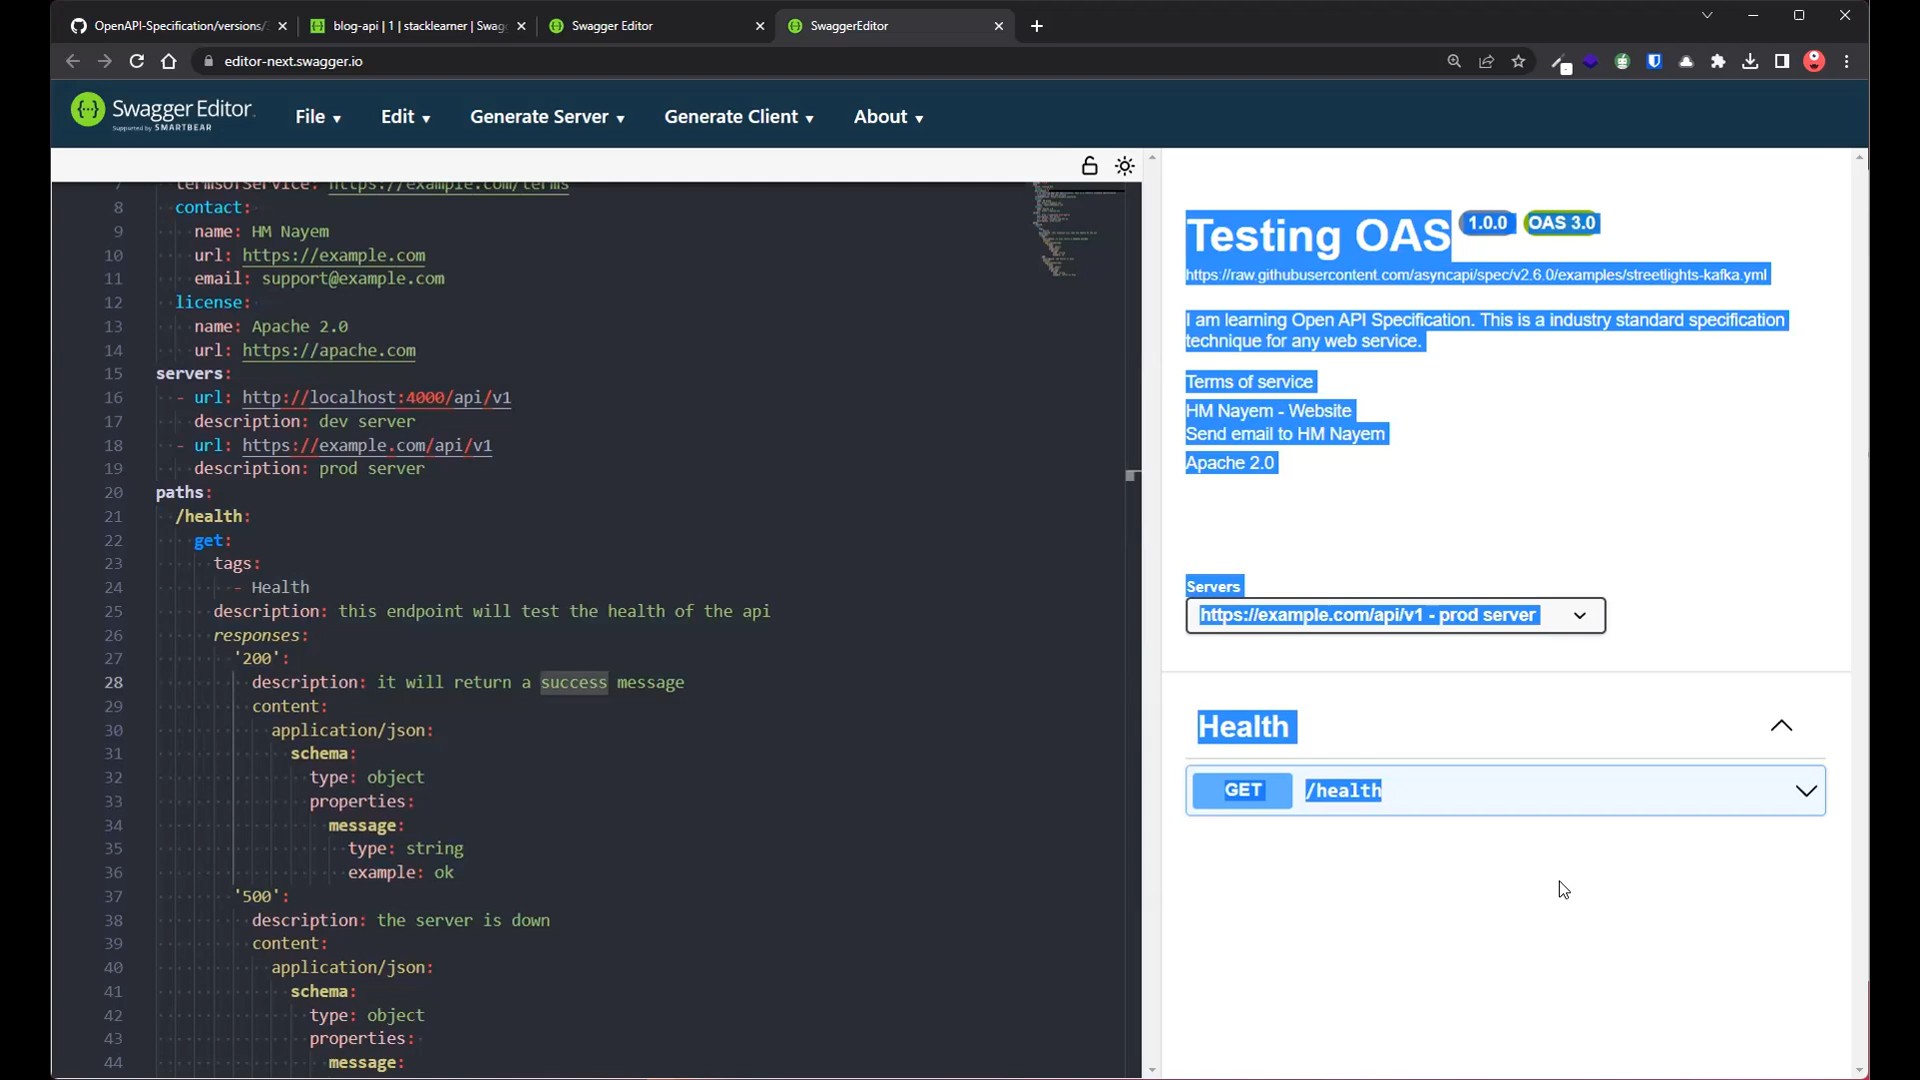 OpenAPI-Specification/versions/3
blog-api | 1 | stacklearner | Swag
Swagger Editor
SwaggerEditor
editor-next.swagger.io
Swagger Editor
Supported by SMARTBEAR
File
Edit
Generate Server
Generate Client
About
7 termsOfService: https://example.com/terms
8 contact:
9 name: HM Nayem
10 url: https://example.com
11 email: support@example.com
12 license:
13 name: Apache 2.0
14 url: https://apache.com
15 servers:
16 - url: http://localhost:4000/api/v1
17 description: dev server
18 - url: https://example.com/api/v1
19 description: prod server
20 paths:
21 /health:
22 get:
23 tags:
24 - Health
25 description: this endpoint will test the health of the api
26 responses:
27 '200':
28 description: it will return a success message
29 content:
30 application/json:
31 schema:
32 type: object
33 properties:
34 message:
35 type: string
36 example: ok
37 '500':
38 description: the server is down
39 content:
40 application/json:
41 schema:
42 type: object
43 properties:
44 message:
Testing OAS 1.0.0 OAS 3.0
https://raw.githubusercontent.com/asyncapi/spec/v2.6.0/examples/streetlights-kafka.yml
I am learning Open API Specification. This is a industry standard specification
technique for any web service.
Terms of service
HM Nayem - Website
Send email to HM Nayem
Apache 2.0
Servers
https://example.com/api/v1 - prod server
Health
GET /health